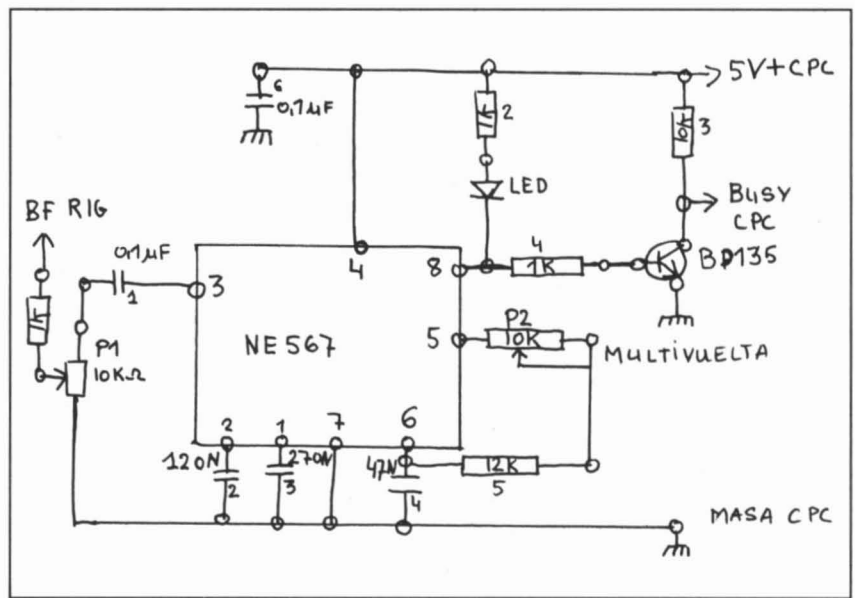 5V+CPC
6
0,1µF
1K
2
10K
3
LED
BUSY
CPC
BF RIG
0.1µF
1
3
4
8
4
1K
BD135
1K
P1
10KΩ
NE567
5
P2
10K
MULTIVUELTA
2
1
7
6
120N
2
270N
3
47N
4
12K
5
MASA CPC